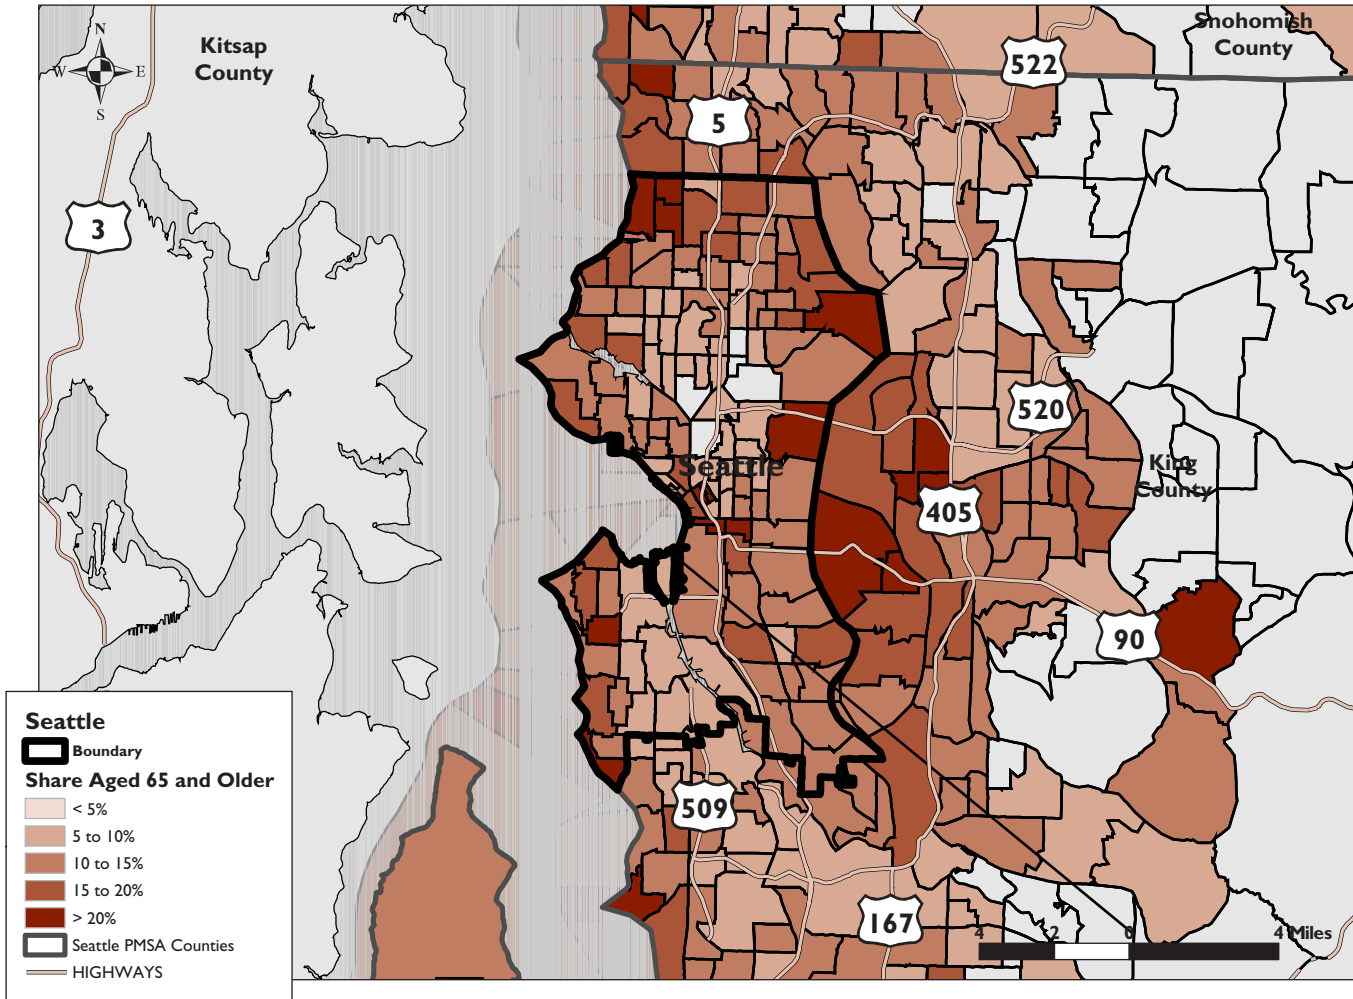 Snohomish
County
Kitsap
County
N
W
E
S
522
5
3
520
Seattle
King
County
405
90
509
167
Seattle
Boundary
Share Aged 65 and Older
< 5%
5 to 10%
10 to 15%
15 to 20%
> 20%
Seattle PMSA Counties
HIGHWAYS
4 2 0 4 Miles